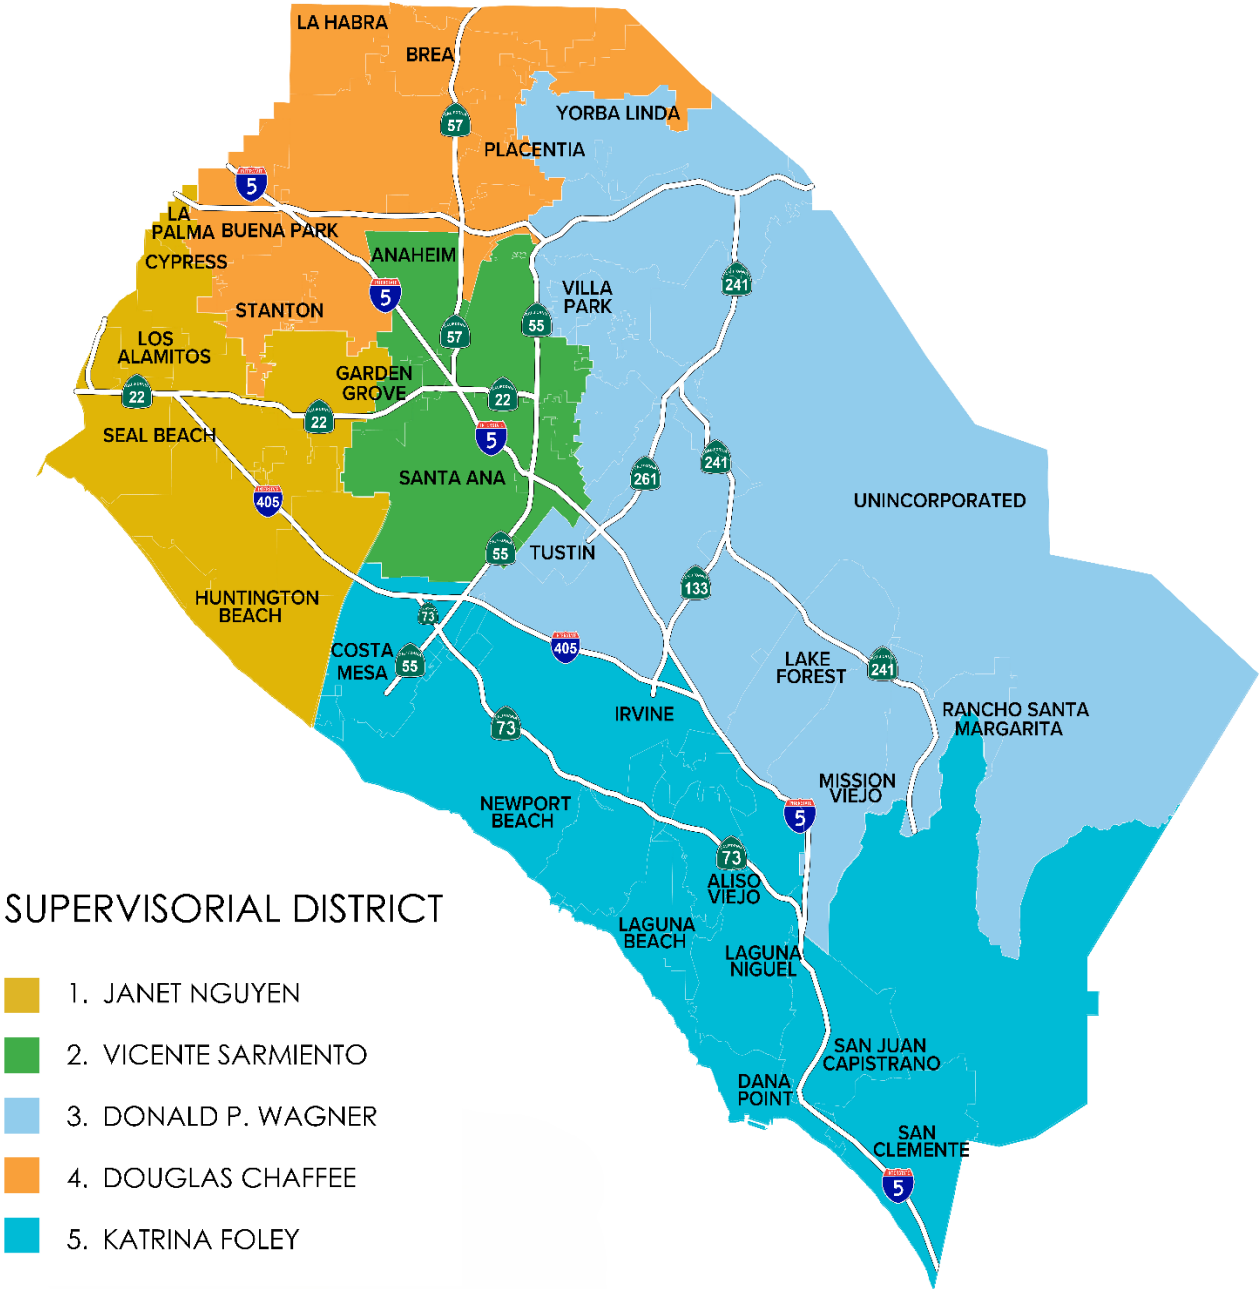 LA HABRA
BREA
57
YORBA LINDA
PLACENTIA
5
LA
PALMA
BUENA PARK
ANAHEIM
CYPRESS
241
VILLA
PARK
5
STANTON
55
57
LOS
ALAMITOS
GARDEN
GROVE
22
22
22
SEAL BEACH
5
241
SANTA ANA
261
405
UNINCORPORATED
55
TUSTIN
133
HUNTINGTON
BEACH
73
405
COSTA
MESA
55
LAKE
FOREST
241
IRVINE
RANCHO SANTA
MARGARITA
73
MISSION
VIEJO
NEWPORT
BEACH
5
73
ALISO
VIEJO
LAGUNA
BEACH
LAGUNA
NIGUEL
SAN JUAN
CAPISTRANO
DANA
POINT
SAN
CLEMENTE
5
SUPERVISORIAL DISTRICT
1. JANET NGUYEN
2. VICENTE SARMIENTO
3. DONALD P. WAGNER
4. DOUGLAS CHAFFEE
5. KATRINA FOLEY